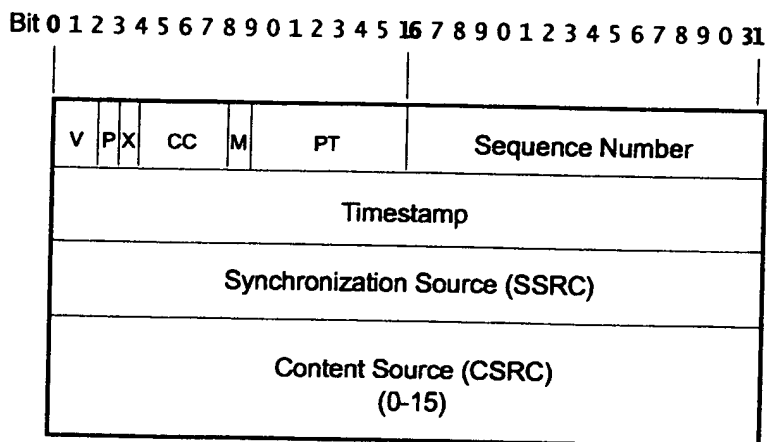 Bit 0 1 2 3 4 5 6 7 8 9 0 1 2 3 4 5 16 7 8 9 0 1 2 3 4 5 6 7 8 9 0 31
V P X CC M PT Sequence Number
Timestamp
Synchronization Source (SSRC)
Content Source (CSRC)
(0-15)